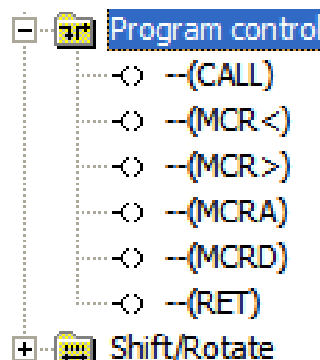 Program control
--(CALL)
--(MCR<)
--(MCR>)
--(MCRA)
--(MCRD)
--(RET)
Shift/Rotate